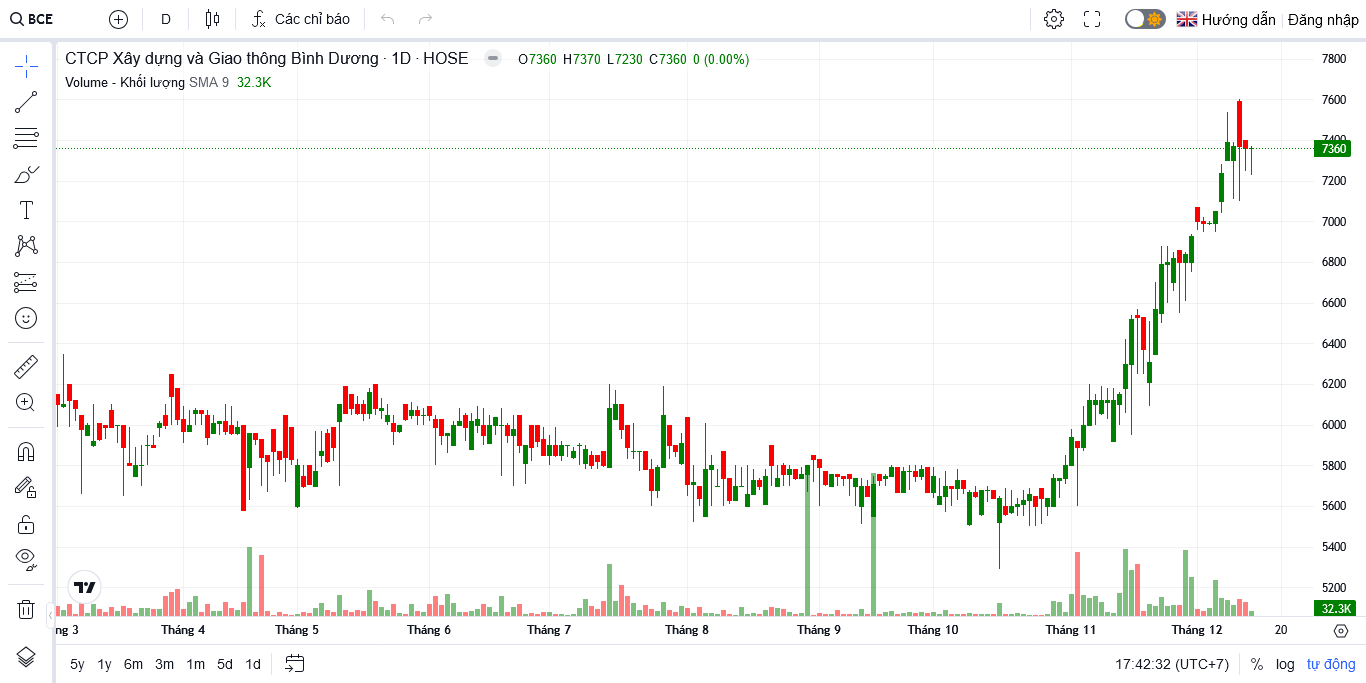 BCE D Các chỉ báo Hướng dẫn Đăng nhập
CTCP Xây dựng và Giao thông Bình Dương · 1D · HOSE O7360 H7370 L7230 C7360 0 (0.00%)
Volume - Khối lượng SMA 9 32.3K
7800
7600
7400
7360
7200
7000
6800
6600
6400
6200
6000
5800
5600
5400
5200
32.3K
ng 3 Tháng 4 Tháng 5 Tháng 6 Tháng 7 Tháng 8 Tháng 9 Tháng 10 Tháng 11 Tháng 12 20
5y 1y 6m 3m 1m 5d 1d 17:42:32 (UTC+7) % log tự động